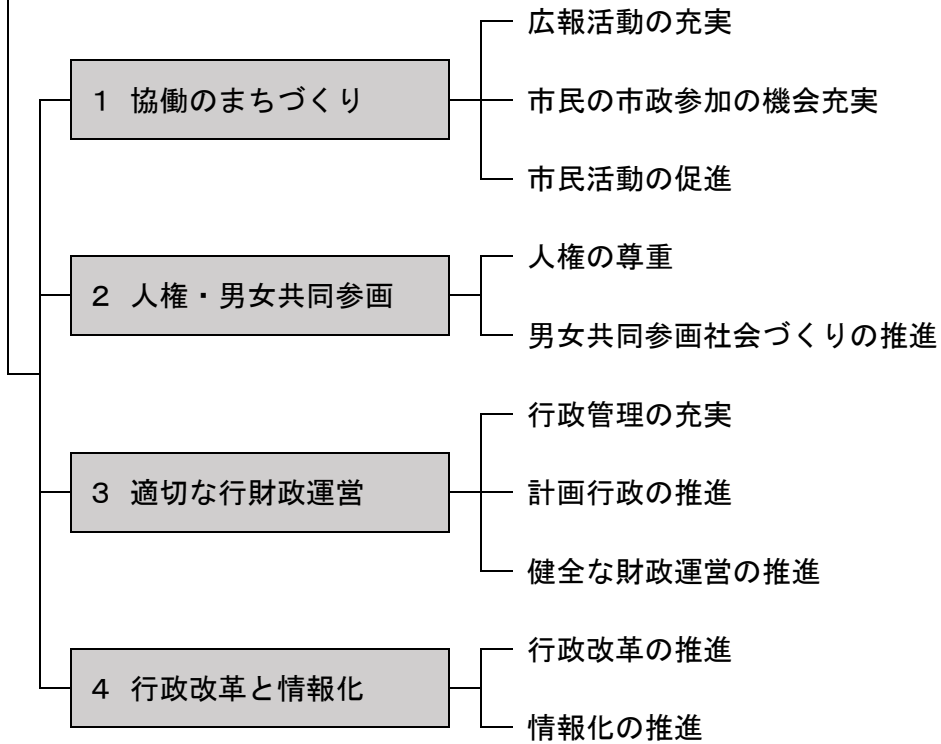 広報活動の充実
1 協働のまちづくり
市民の市政参加の機会充実
市民活動の促進
人権の尊重
2 人権・男女共同参画
男女共同参画社会づくりの推進
行政管理の充実
3 適切な行財政運営
計画行政の推進
健全な財政運営の推進
行政改革の推進
4 行政改革と情報化
情報化の推進